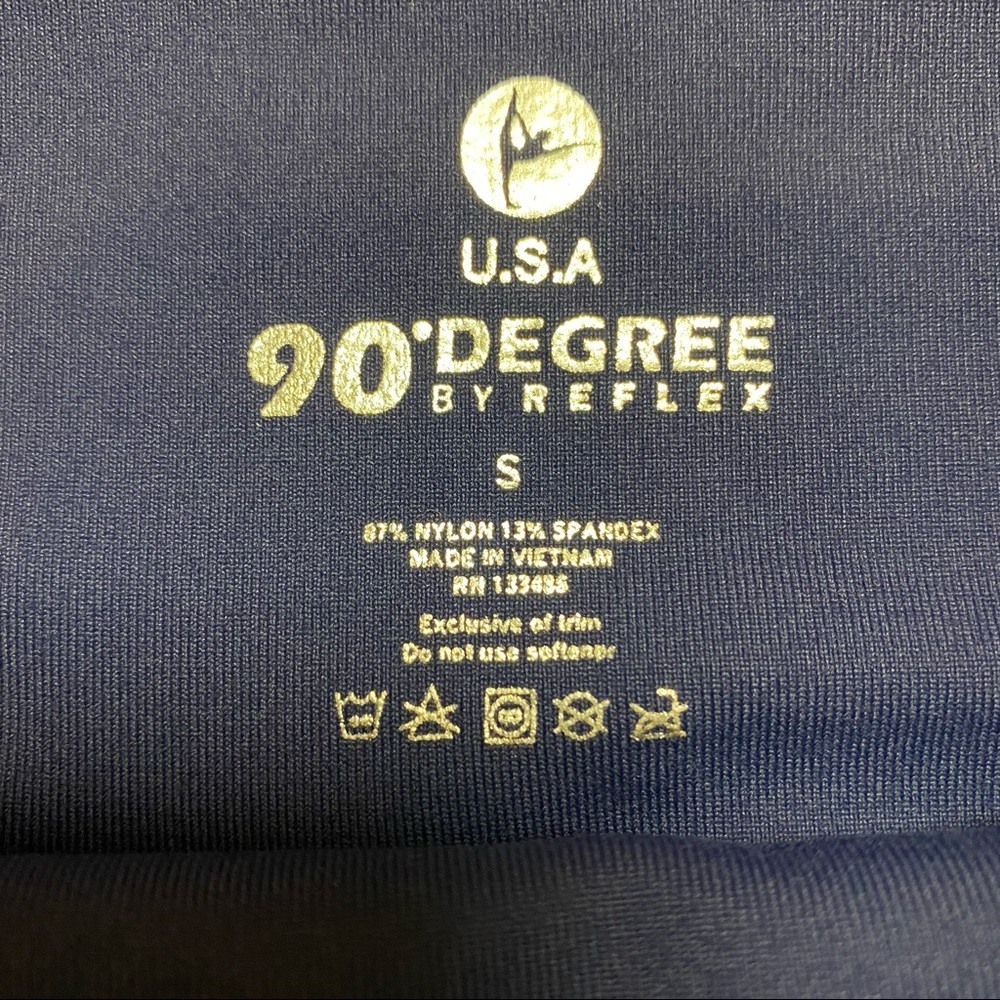 U.S.A
90° DEGREE
BY REFLEX
S
87% NYLON 13% SPANDEX
MADE IN VIETNAM
RN 133486
Exclusive of trim
Do not use softener